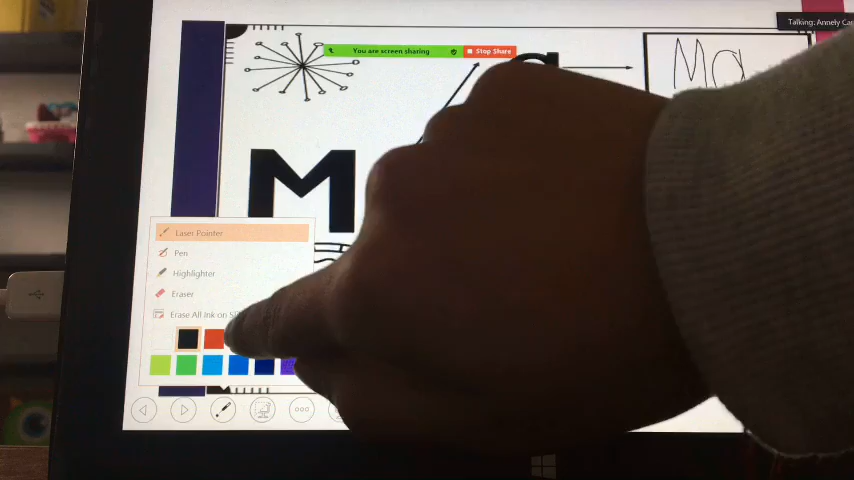 Talking: Annely Ca
You are screen sharing
Stop Share
Ma
M
Laser Pointer
Pen
Highlighter
Eraser
Erase All Ink on